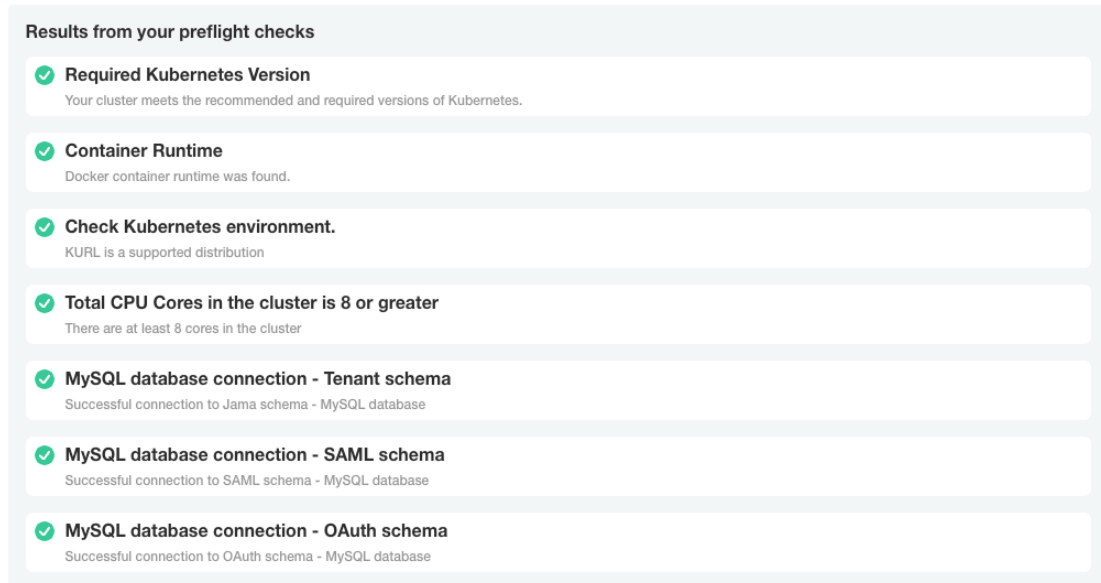 Results from your preflight checks
Required Kubernetes Version
Your cluster meets the recommended and required versions of Kubernetes.
Container Runtime
Docker container runtime was found.
Check Kubernetes environment.
KURL is a supported distribution
Total CPU Cores in the cluster is 8 or greater
There are at least 8 cores in the cluster
MySQL database connection - Tenant schema
Successful connection to Jama schema - MySQL database
MySQL database connection - SAML schema
Successful connection to SAML schema - MySQL database
MySQL database connection - OAuth schema
Successful connection to OAuth schema - MySQL database